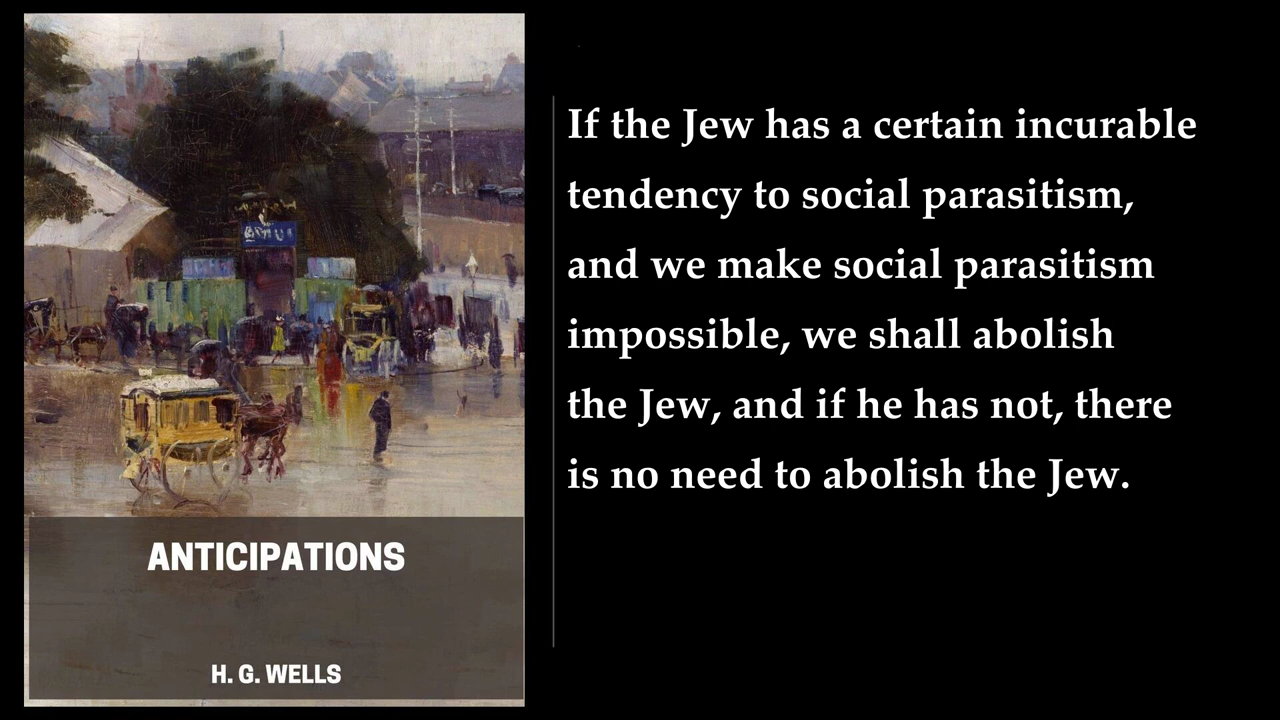 ANTICIPATIONS
H. G. WELLS
If the Jew has a certain incurable
tendency to social parasitism,
and we make social parasitism
impossible, we shall abolish
the Jew, and if he has not, there
is no need to abolish the Jew.